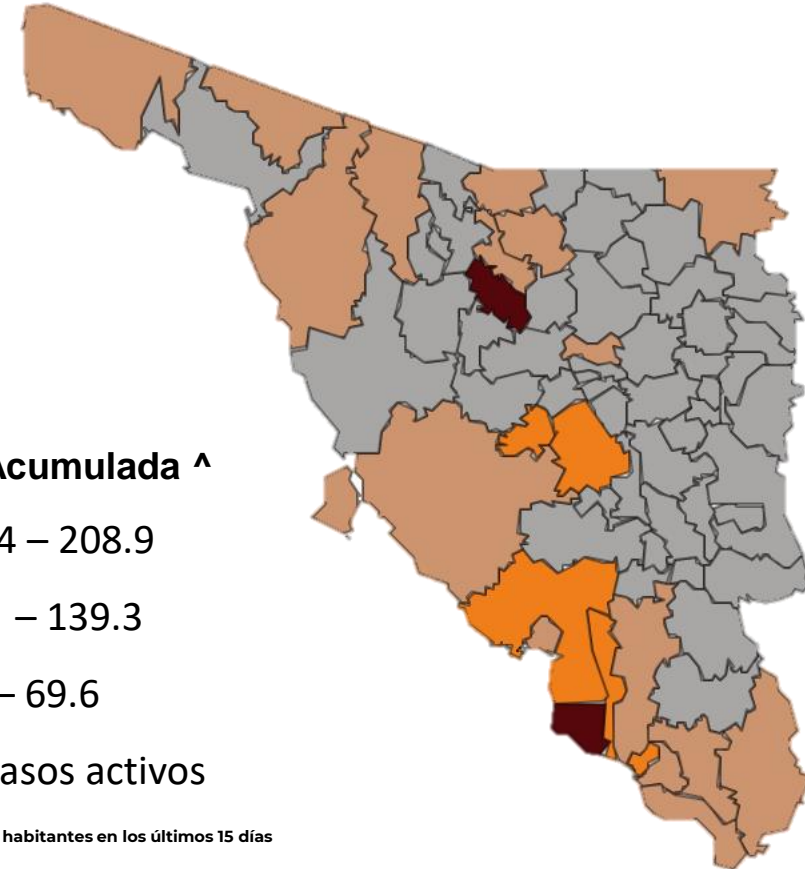 Acumulada ^
4 – 208.9
– 139.3
– 69.6
asos activos
habitantes en los últimos 15 días